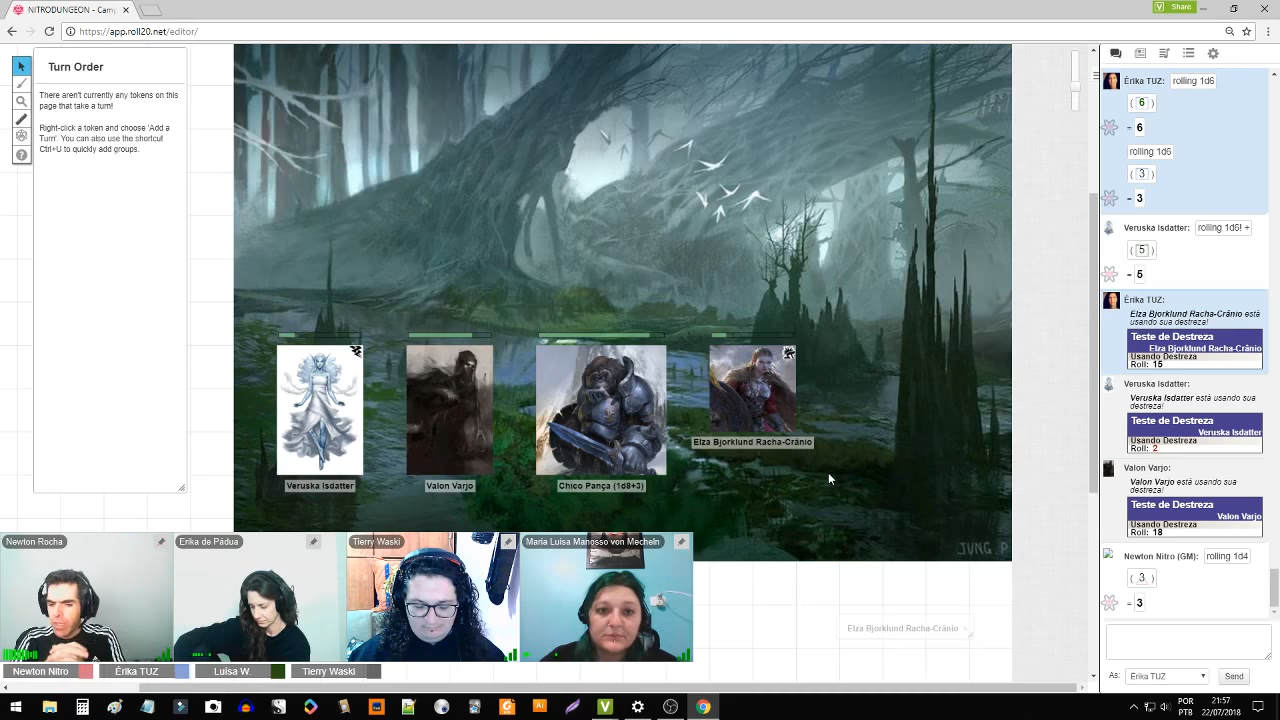 NITRODUNGEON - Cam
Share
https://app.roll20.net/editor/
Turn Order
There aren't currently any tokens on this
page that take a turn!
Right-click a token and choose 'Add a
Turn'. You can also use the shortcut
Ctrl+U to quickly add groups.
Veruska Isdatter
Valon Varjo
Chico Pança (1d8+3)
Elza Bjorklund Racha-Crânio
JUNG. P
Newton Rocha
Erika de Pádua
Tierry Waski
Maria Luísa Manosso von Mecheln
Newton Nitro
Érika TUZ
Luísa W.
Tierry Waski
Elza Bjorklund Racha-Crânio
Érika TUZ: rolling 1d6
( 6 )
= 6
rolling 1d6
( 3 )
= 3
Veruska Isdatter: rolling 1d6! +
( 5 )
= 5
Érika TUZ:
Elza Bjorklund Racha-Crânio está
usando sua destreza!
Teste de Destreza
Elza Bjorklund Racha-Crânio
Usando Destreza
Roll: 15
Veruska Isdatter:
Veruska Isdatter está usando sua
destreza!
Teste de Destreza
Veruska Isdatter
Usando Destreza
Roll: 2
Valon Varjo:
Valon Varjo está usando sua
destreza!
Teste de Destreza
Valon Varjo
Usando Destreza
Roll: 18
Newton Nitro (GM): rolling 1d4
( 3 )
= 3
As: Érika TUZ Send
POR
PTB
21:57
22/07/2018